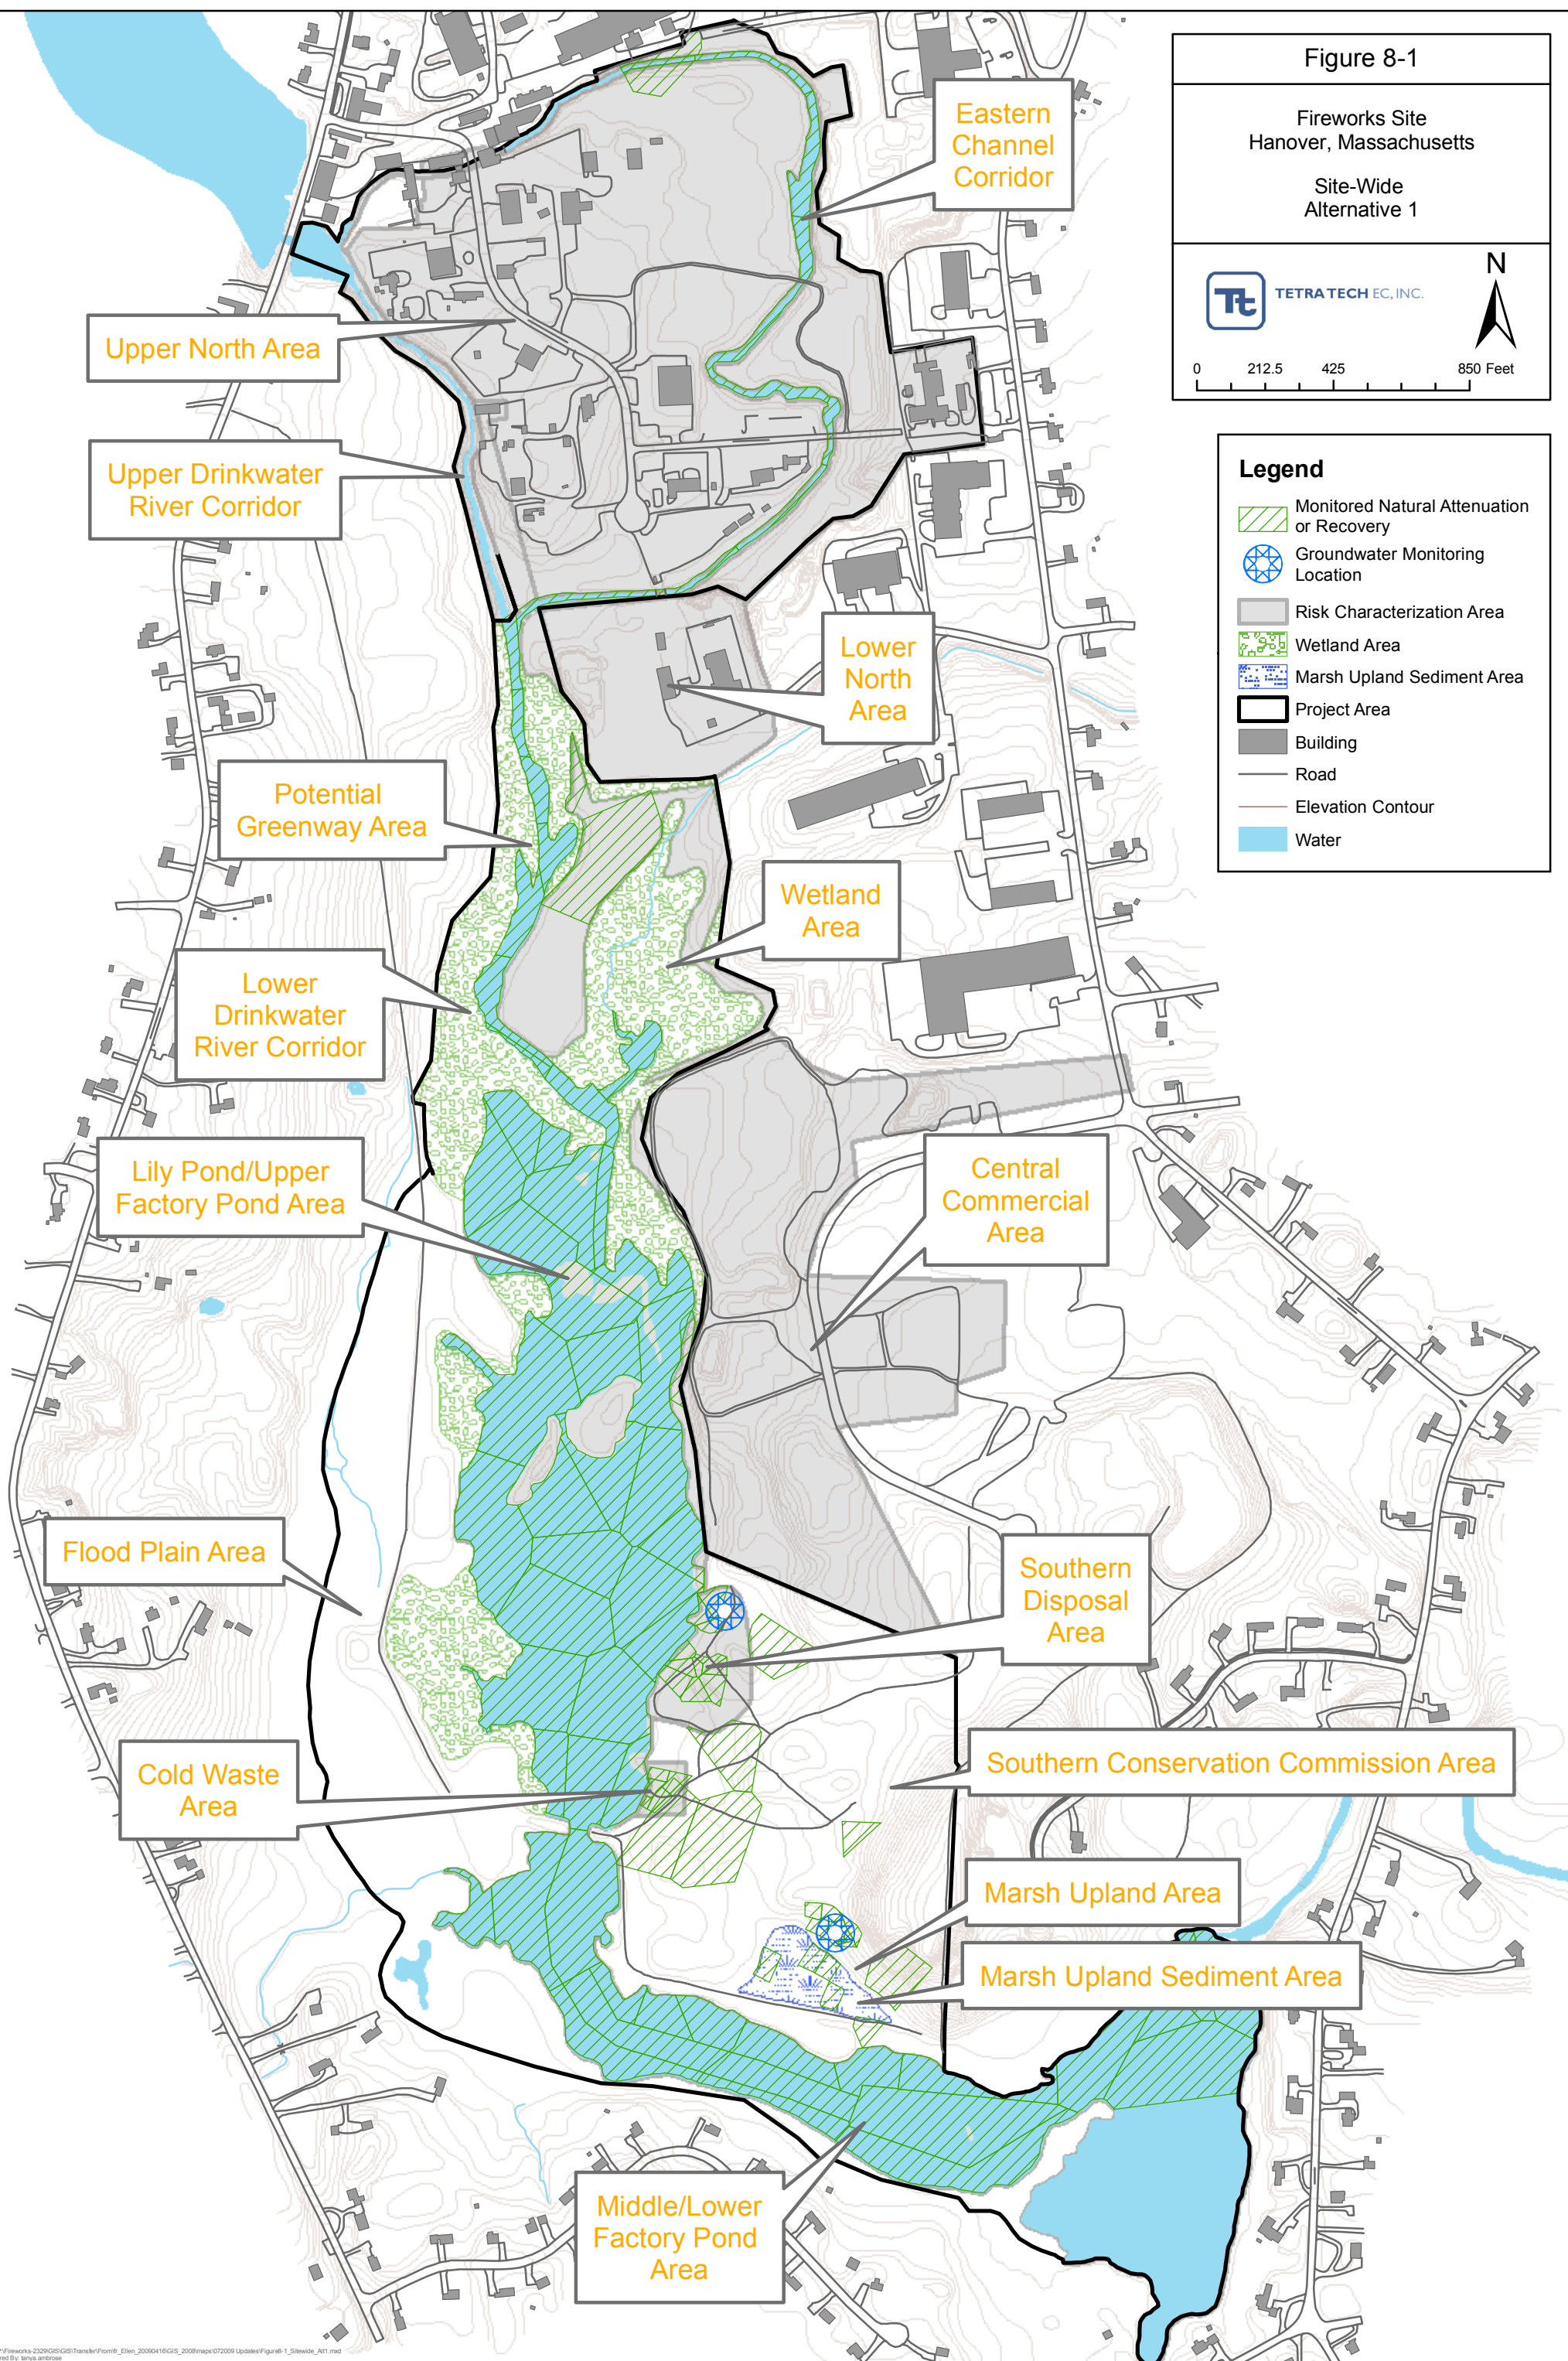 Figure 8-1
Fireworks Site
Hanover, Massachusetts
Site-Wide
Alternative 1
Tt
TETRA TECH EC, INC.
N
0 212.5 425 850 Feet
Legend
Monitored Natural Attenuation
or Recovery
Groundwater Monitoring
Location
Risk Characterization Area
Wetland Area
Marsh Upland Sediment Area
Project Area
Building
Road
Elevation Contour
Water
Eastern
Channel
Corridor
Upper North Area
Upper Drinkwater
River Corridor
Lower
North
Area
Potential
Greenway Area
Wetland
Area
Lower
Drinkwater
River Corridor
Lily Pond/Upper
Factory Pond Area
Central
Commercial
Area
Flood Plain Area
Southern
Disposal
Area
Southern Conservation Commission Area
Cold Waste
Area
Marsh Upland Area
Marsh Upland Sediment Area
Middle/Lower
Factory Pond
Area